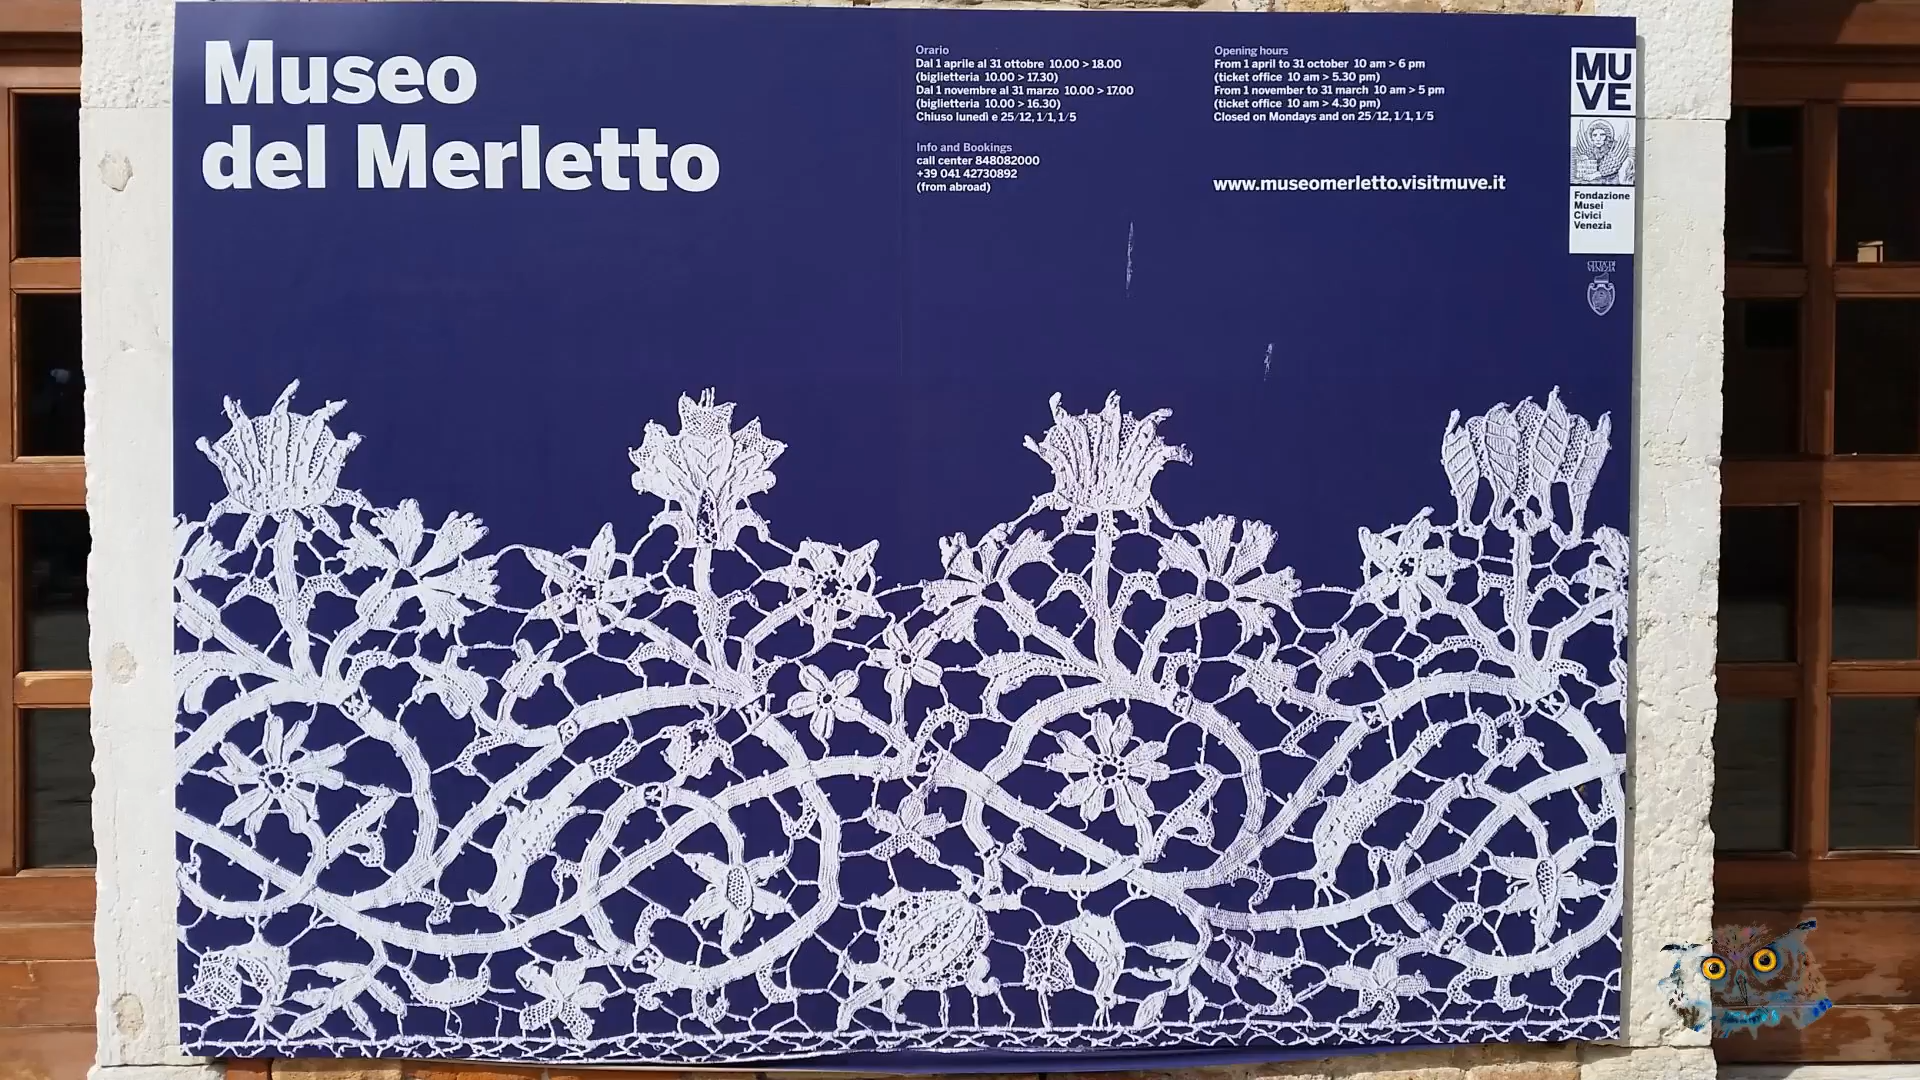 Museo
del Merletto
Orario
Dal 1 aprile al 31 ottobre 10.00 > 18.00
(biglietteria 10.00 > 17.30)
Dal 1 novembre al 31 marzo 10.00 > 17.00
(biglietteria 10.00 > 16.30)
Chiuso lunedì e 25/12, 1/1, 1/5
Info and Bookings
call center 848082000
+39 041 42730892
(from abroad)
Opening hours
From 1 april to 31 october 10 am > 6 pm
(ticket office 10 am > 5.30 pm)
From 1 november to 31 march 10 am > 5 pm
(ticket office 10 am > 4.30 pm)
Closed on Mondays and on 25/12, 1/1, 1/5
www.museomerletto.visitmuve.it
MU
VE
Fondazione
Musei
Civici
Venezia
CITTA DI
VENEZIA